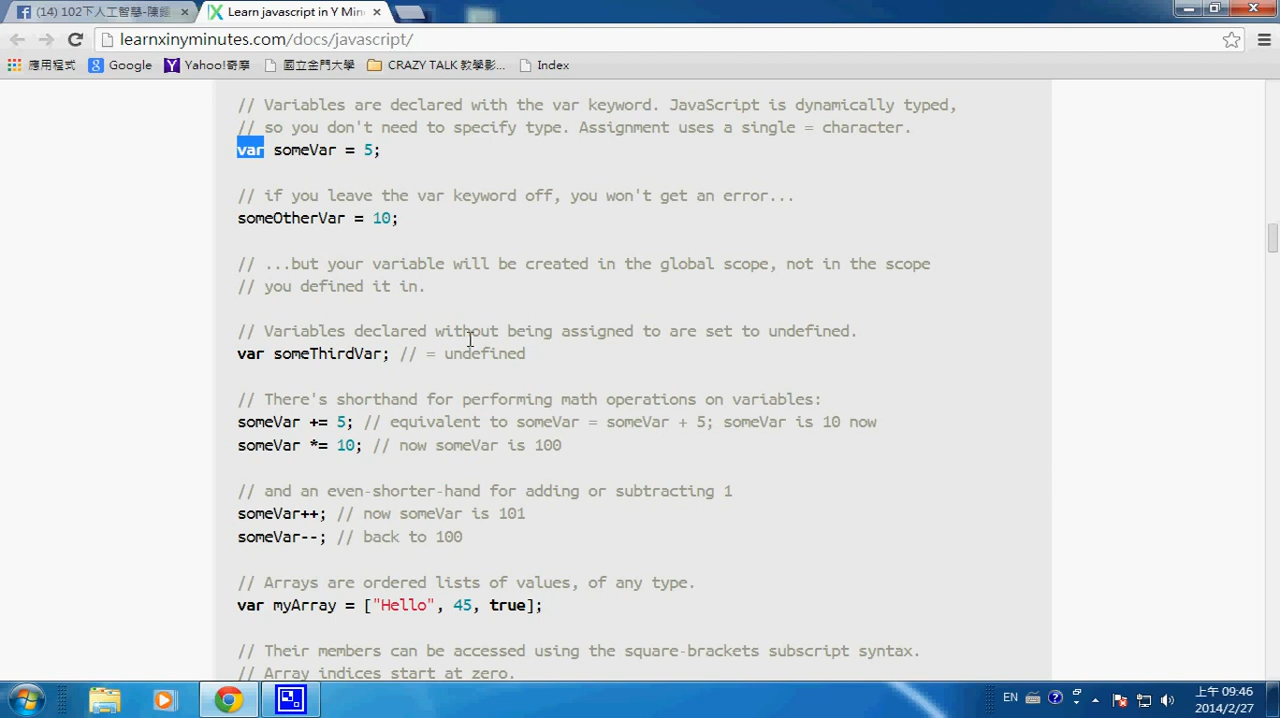 (14) 102下人工智慧-陳鍾
Learn javascript in Y Min
learnxinyminutes.com/docs/javascript/
應用程式 Google Yahoo!奇摩 國立金門大學 CRAZY TALK 教學影... Index
// Variables are declared with the var keyword. JavaScript is dynamically typed,
// so you don't need to specify type. Assignment uses a single = character.
var someVar = 5;
// if you leave the var keyword off, you won't get an error...
someOtherVar = 10;
// ...but your variable will be created in the global scope, not in the scope
// you defined it in.
// Variables declared without being assigned to are set to undefined.
var someThirdVar; // = undefined
// There's shorthand for performing math operations on variables:
someVar += 5; // equivalent to someVar = someVar + 5; someVar is 10 now
someVar *= 10; // now someVar is 100
// and an even-shorter-hand for adding or subtracting 1
someVar++; // now someVar is 101
someVar--; // back to 100
// Arrays are ordered lists of values, of any type.
var myArray = ["Hello", 45, true];
// Their members can be accessed using the square-brackets subscript syntax.
// Array indices start at zero.
EN
上午 09:46
2014/2/27